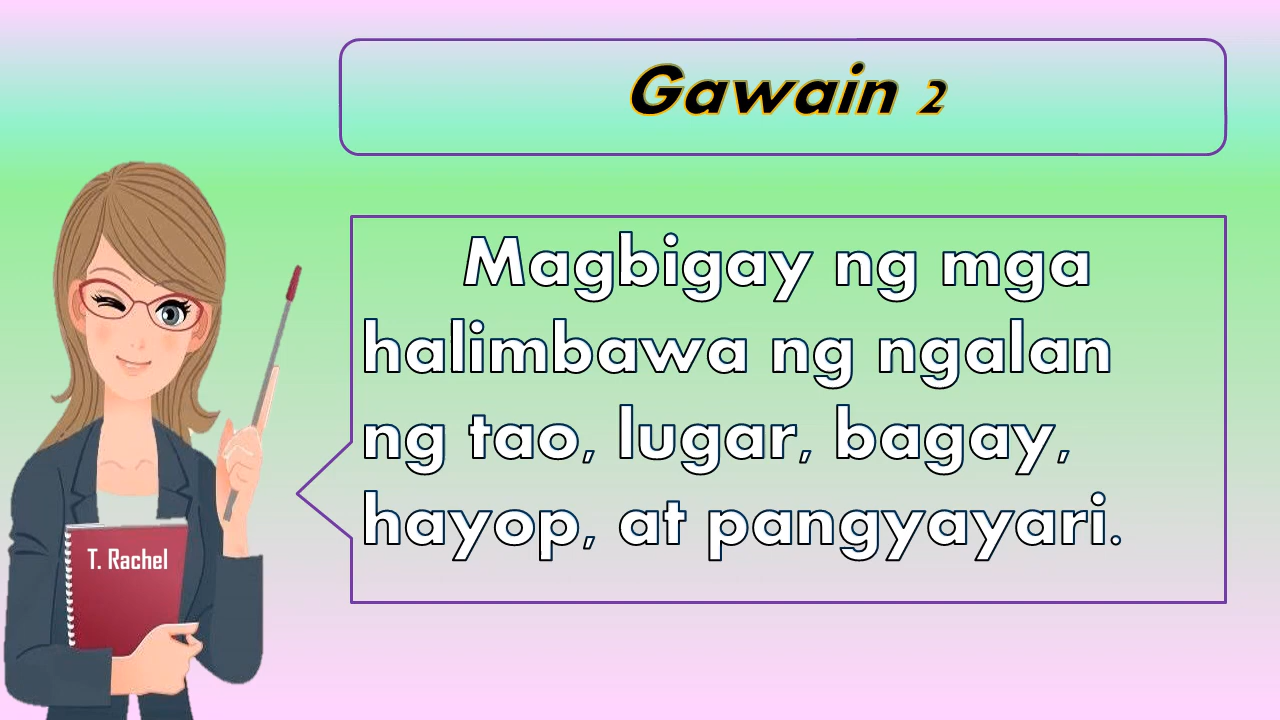 Gawain 2
Magbigay ng mga
halimbawa ng ngalan
ng tao, lugar, bagay,
hayop, at pangyayari.
T. Rachel